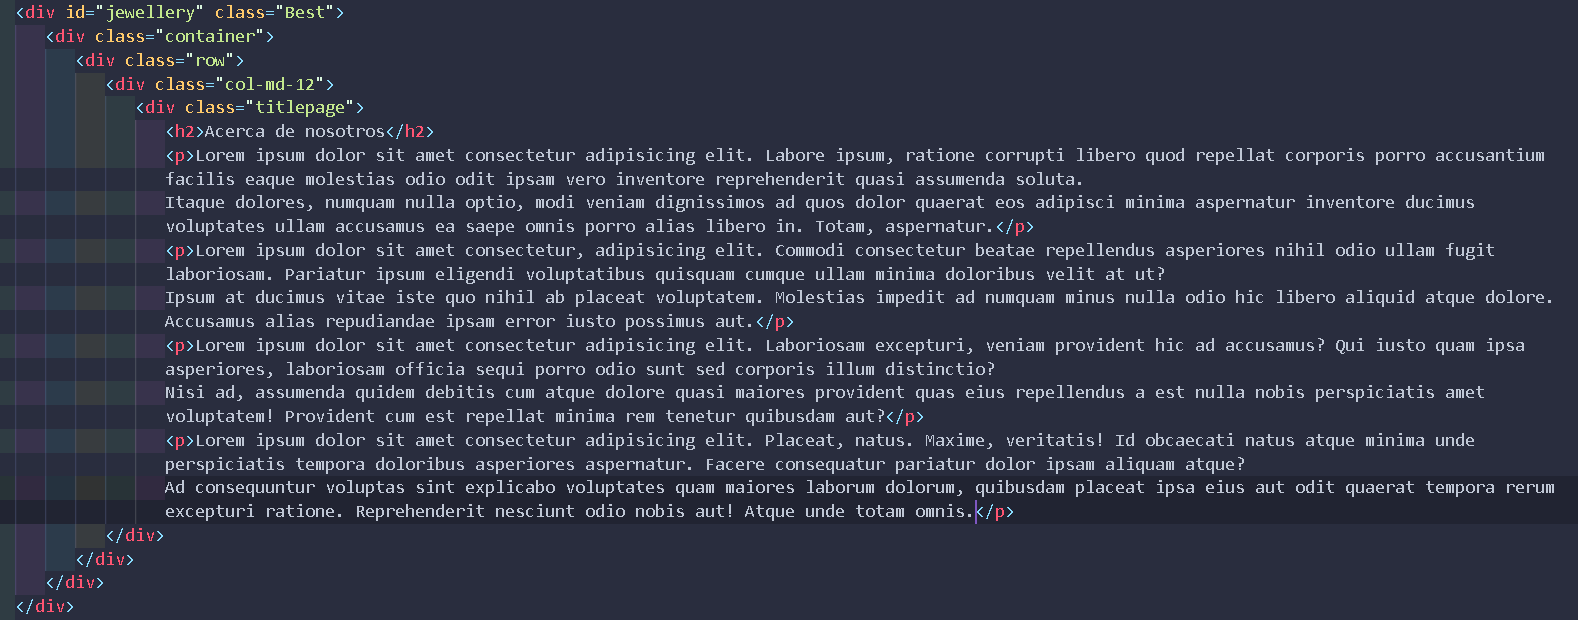 <div id="jewellery" class="Best">
<div class="container">
<div class="row">
<div class="col-md-12">
<div class="titlepage">
<h2>Acerca de nosotros</h2>
<p>Lorem ipsum dolor sit amet consectetur adipisicing elit. Labore ipsum, ratione corrupti libero quod repellat corporis porro accusantium
facilis eaque molestias odio odit ipsam vero inventore reprehenderit quasi assumenda soluta.
Itaque dolores, numquam nulla optio, modi veniam dignissimos ad quos dolor quaerat eos adipisci minima aspernatur inventore ducimus
voluptates ullam accusamus ea saepe omnis porro alias libero in. Totam, aspernatur.</p>
<p>Lorem ipsum dolor sit amet consectetur, adipisicing elit. Commodi consectetur beatae repellendus asperiores nihil odio ullam fugit
laboriosam. Pariatur ipsum eligendi voluptatibus quisquam cumque ullam minima doloribus velit at ut?
Ipsum at ducimus vitae iste quo nihil ab placeat voluptatem. Molestias impedit ad numquam minus nulla odio hic libero aliquid atque dolore.
Accusamus alias repudiandae ipsam error iusto possimus aut.</p>
<p>Lorem ipsum dolor sit amet consectetur adipisicing elit. Laboriosam excepturi, veniam provident hic ad accusamus? Qui iusto quam ipsa
asperiores, laboriosam officia sequi porro odio sunt sed corporis illum distinctio?
Nisi ad, assumenda quidem debitis cum atque dolore quasi maiores provident quas eius repellendus a est nulla nobis perspiciatis amet
voluptatem! Provident cum est repellat minima rem tenetur quibusdam aut?</p>
<p>Lorem ipsum dolor sit amet consectetur adipisicing elit. Placeat, natus. Maxime, veritatis! Id obcaecati natus atque minima unde
perspiciatis tempora doloribus asperiores aspernatur. Facere consequatur pariatur dolor ipsam aliquam atque?
Ad consequuntur voluptas sint explicabo voluptates quam maiores laborum dolorum, quibusdam placeat ipsa eius aut odit quaerat tempora rerum
excepturi ratione. Reprehenderit nesciunt odio nobis aut! Atque unde totam omnis.</p>
</div>
</div>
</div>
</div>